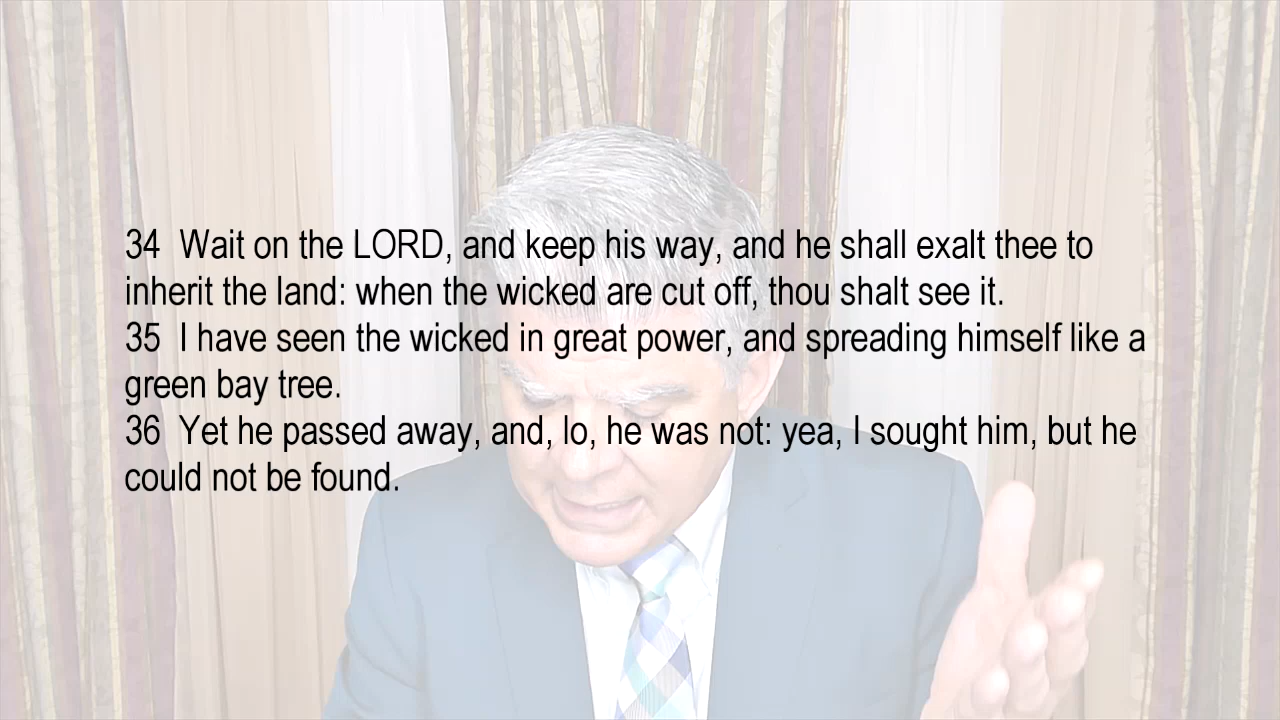 34  Wait on the LORD, and keep his way, and he shall exalt thee to
inherit the land: when the wicked are cut off, thou shalt see it.
35  I have seen the wicked in great power, and spreading himself like a
green bay tree.
36  Yet he passed away, and, lo, he was not: yea, I sought him, but he
could not be found.